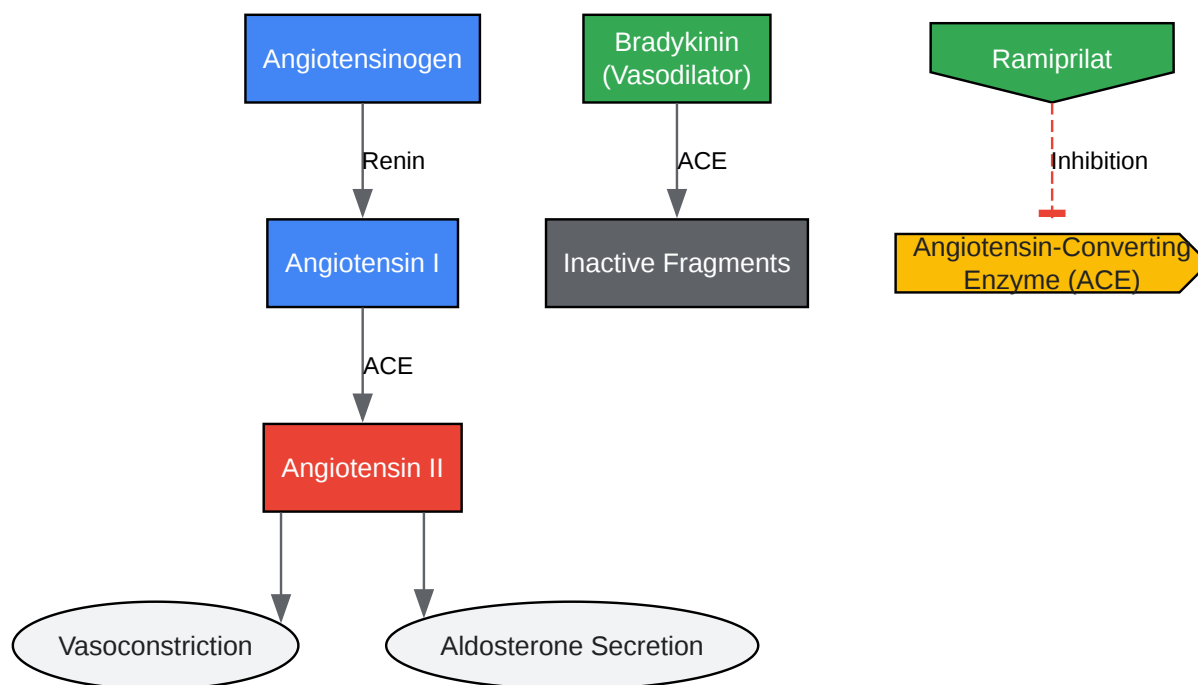 Angiotensinogen
Bradykinin
(Vasodilator)
Ramiprilat
Renin
ACE
Inhibition
Angiotensin I
Inactive Fragments
Angiotensin-Converting
Enzyme (ACE)
ACE
Angiotensin II
Vasoconstriction
Aldosterone Secretion